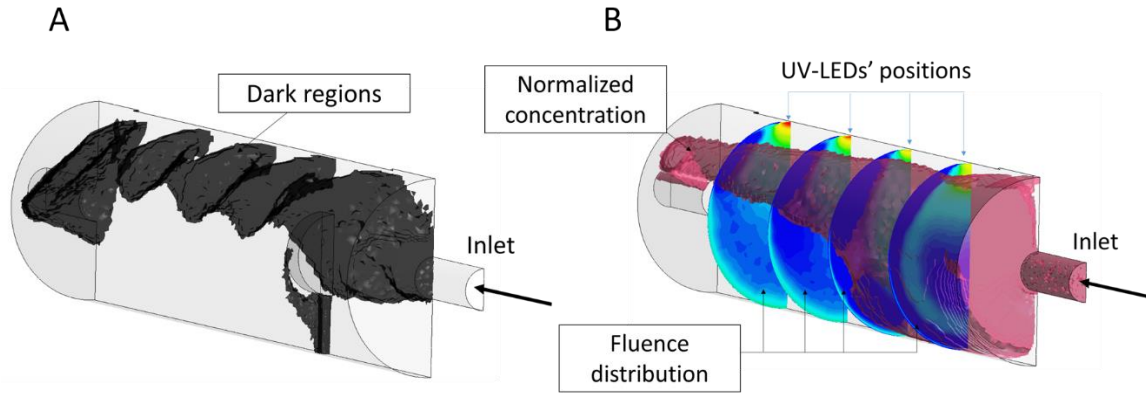 A
Dark regions
Inlet
B
Normalized
concentration
UV-LEDs' positions
Inlet
Fluence
distribution